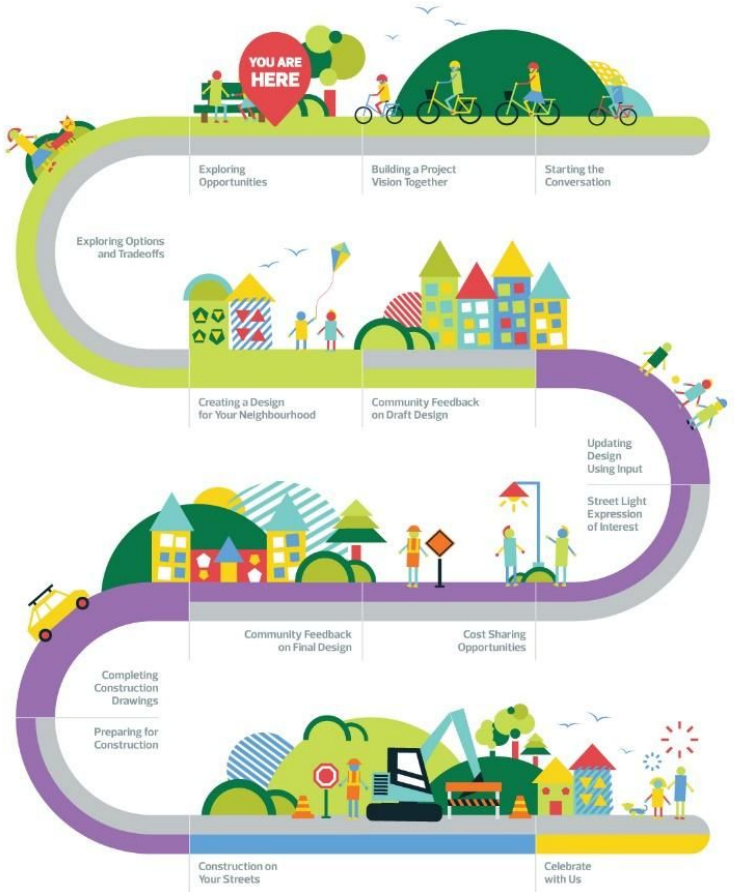 YOU ARE
HERE
Exploring
Opportunities
Building a Project
Vision Together
Starting the
Conversation
Exploring Options
and Tradeoffs
Creating a Design
for Your Neighbourhood
Community Feedback
on Draft Design
Updating
Design
Using Input
Street Light
Expression
of Interest
Community Feedback
on Final Design
Cost Sharing
Opportunities
Completing
Construction
Drawings
Preparing for
Construction
Construction on
Your Streets
Celebrate
with Us